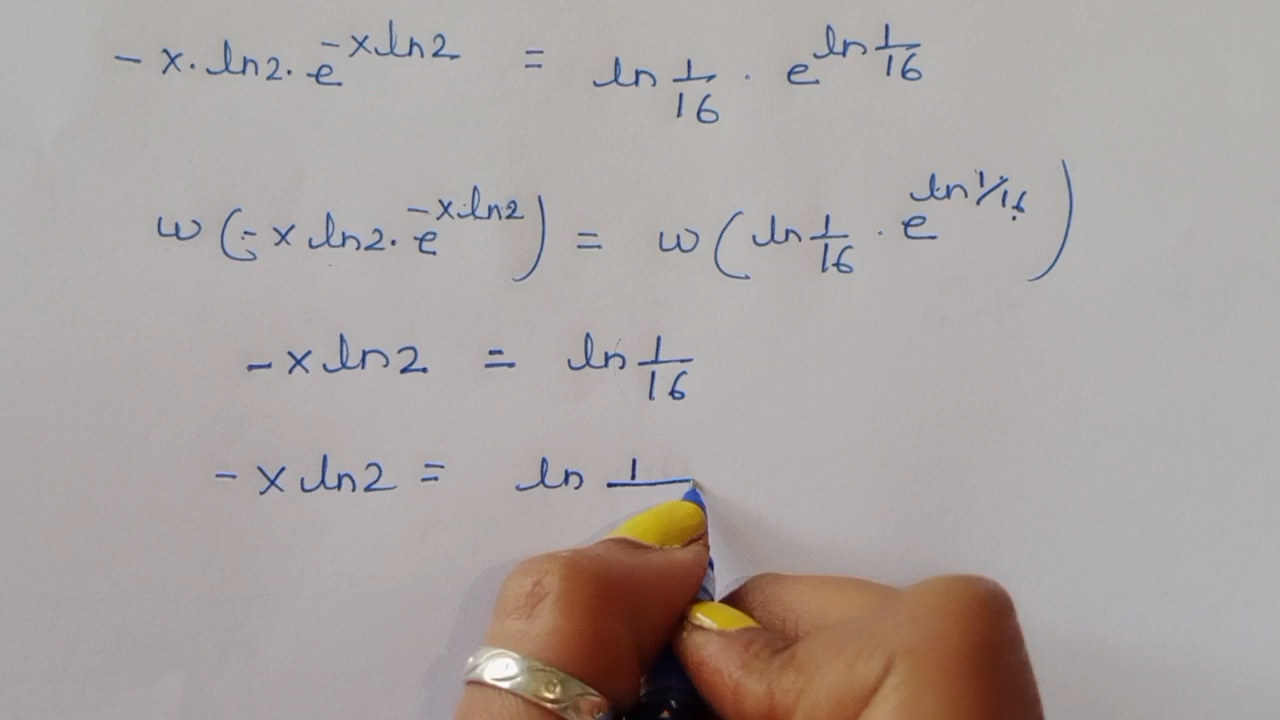 - x. ln2. e^-xln2 = ln 1/16 . e^ln 1/16
w (- x ln2. e^-x.ln2) = w (ln 1/16 . e^ln 1/16)
- x ln2 = ln 1/16
- x ln2 = ln 1/